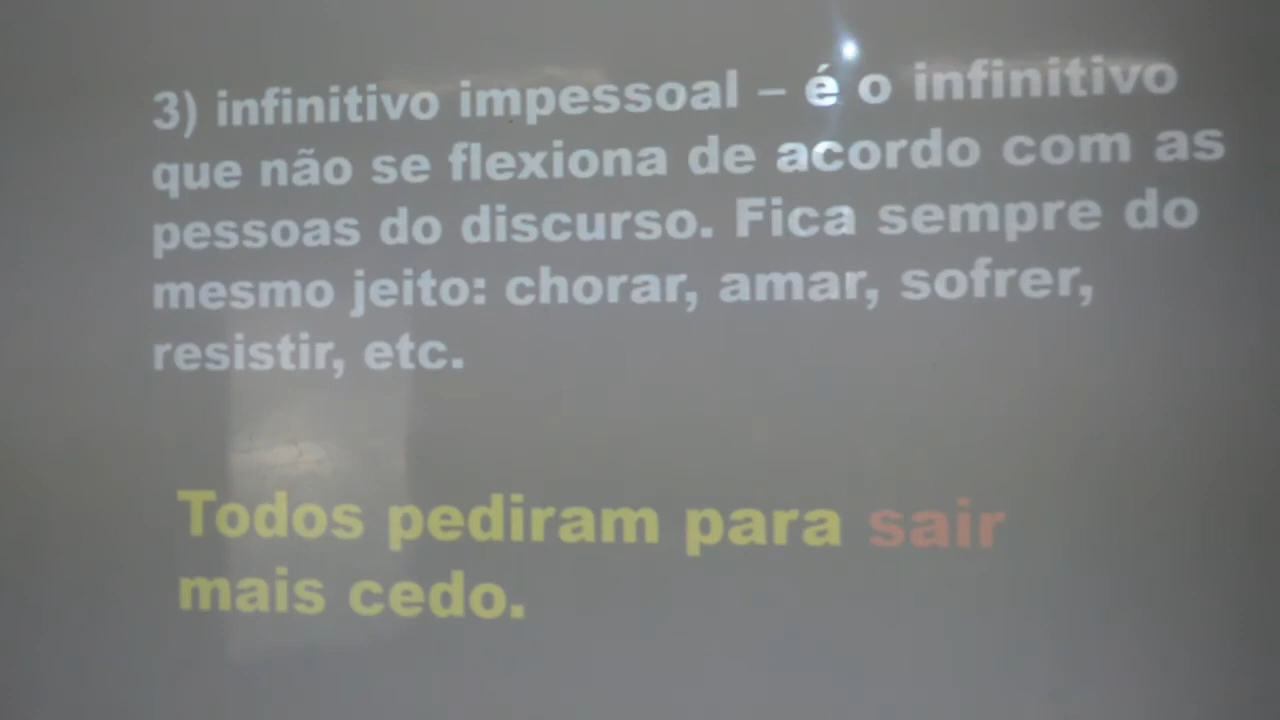 3) infinitivo impessoal – é o infinitivo
que não se flexiona de acordo com as
pessoas do discurso. Fica sempre do
mesmo jeito: chorar, amar, sofrer,
resistir, etc.
Todos pediram para sair
mais cedo.